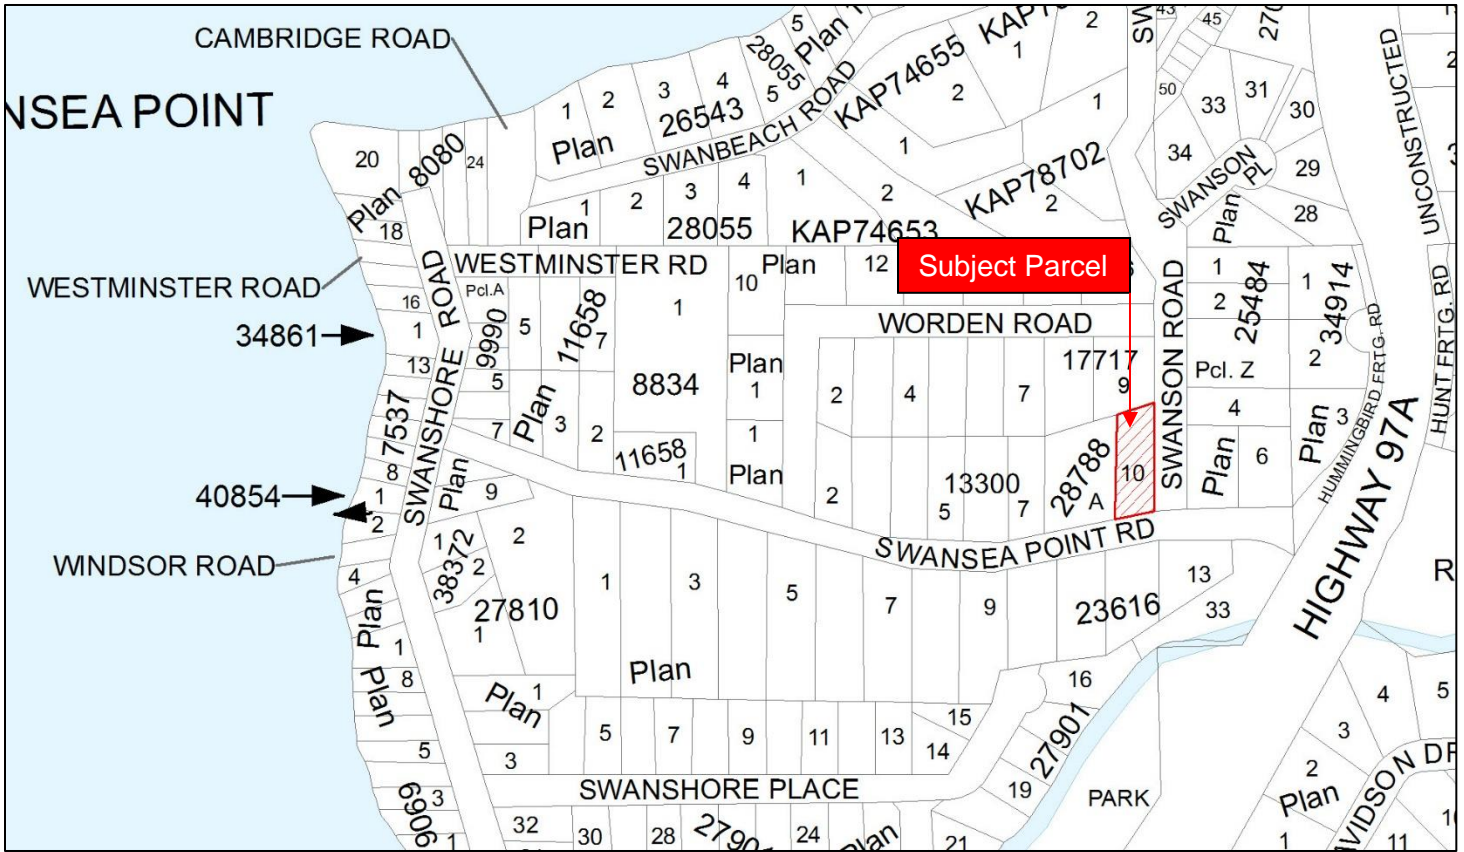 CAMBRIDGE ROAD
NSEA POINT
WESTMINSTER ROAD
34861
40854
WINDSOR ROAD
20
Plan 8080
24
18
16
1
13
7537
8
1
2
4
Plan
1
Plan
8
5
6906
3
1
SWANSHORE ROAD
1
2
3
4
5
Plan 26543
28055
5
Plan
SWANBEACH ROAD
KAP74655
2
1
2
1
1
KAP78702
2
Plan 28055
1
2
3
4
1
2
KAP74653
WESTMINSTER RD
Pcl.A
9990
5
7
5
11658
7
Plan
3
2
1
8834
11658
1
10
Plan
12
Plan
1
1
Plan
Subject Parcel
WORDEN ROAD
17717
2
4
7
9
2
13300
5
7
28788
A
10
SWANSON ROAD
SWANSEA POINT RD
43
45
50
33
31
30
34
29
28
SWANSON PL
Plan 25484
1
2
Pcl. Z
4
Plan
6
1
34914
2
3
Plan
HUMMINGBIRD FRTG. RD
HIGHWAY 97A
HUNT FRTG. RD
UNCONSTRUCTED
R
Plan
9
38372
1
2
2
27810
1
Plan
1
3
1
3
5
7
9
Plan
23616
13
33
5
7
9
11
13
14
15
16
27901
19
SWANSHORE PLACE
32
30
28
24
Plan
21
PARK
4
5
3
2
Plan
1
11